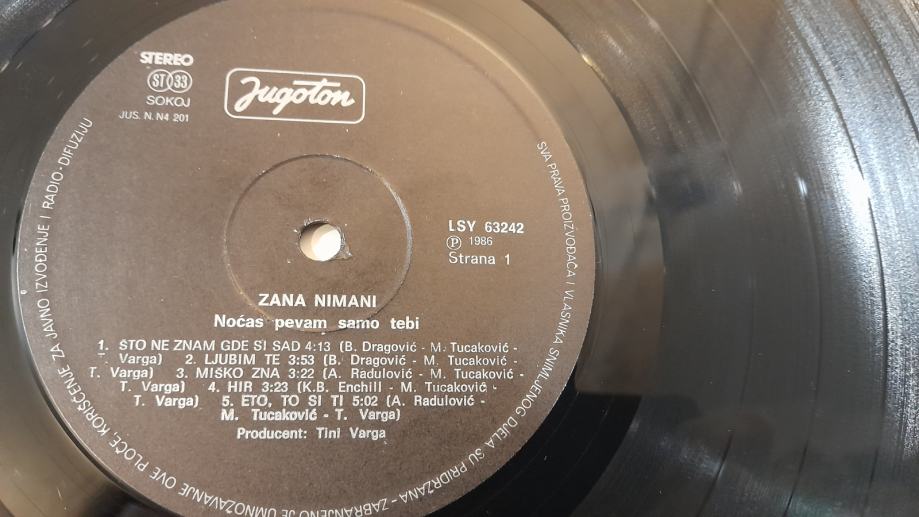 STEREO
ST 33
SOKOJ
JUS. N. N4 201
Jugoton
LSY 63242
Ⓟ 1986
Strana 1
ZANA NIMANI
Noćas pevam samo tebi
1. ŠTO NE ZNAM GDE SI SAD 4:13 (B. Dragović - M. Tucaković -
T. Varga) 2. LJUBIM TE 3:53 (B. Dragović - M. Tucaković -
T. Varga) 3. MIŠKO ZNA 3:22 (A. Radulović - M. Tucaković -
T. Varga) 4. HIR 3:23 (K.B. Enchill - M. Tucaković -
T. Varga) 5. ETO, TO SI TI 5:02 (A. Radulović -
M. Tucaković - T. Varga)
Producent: Tini Varga
SVA PRAVA PROIZVOĐAČA I VLASNIKA SNIMLJENOG DJELA SU PRIDRŽANA - ZABRANJENO JE UMNOŽAVANJE OVE PLOČE, KORIŠĆENJE ZA JAVNO IZVOĐENJE I RADIO-DIFUZIJU